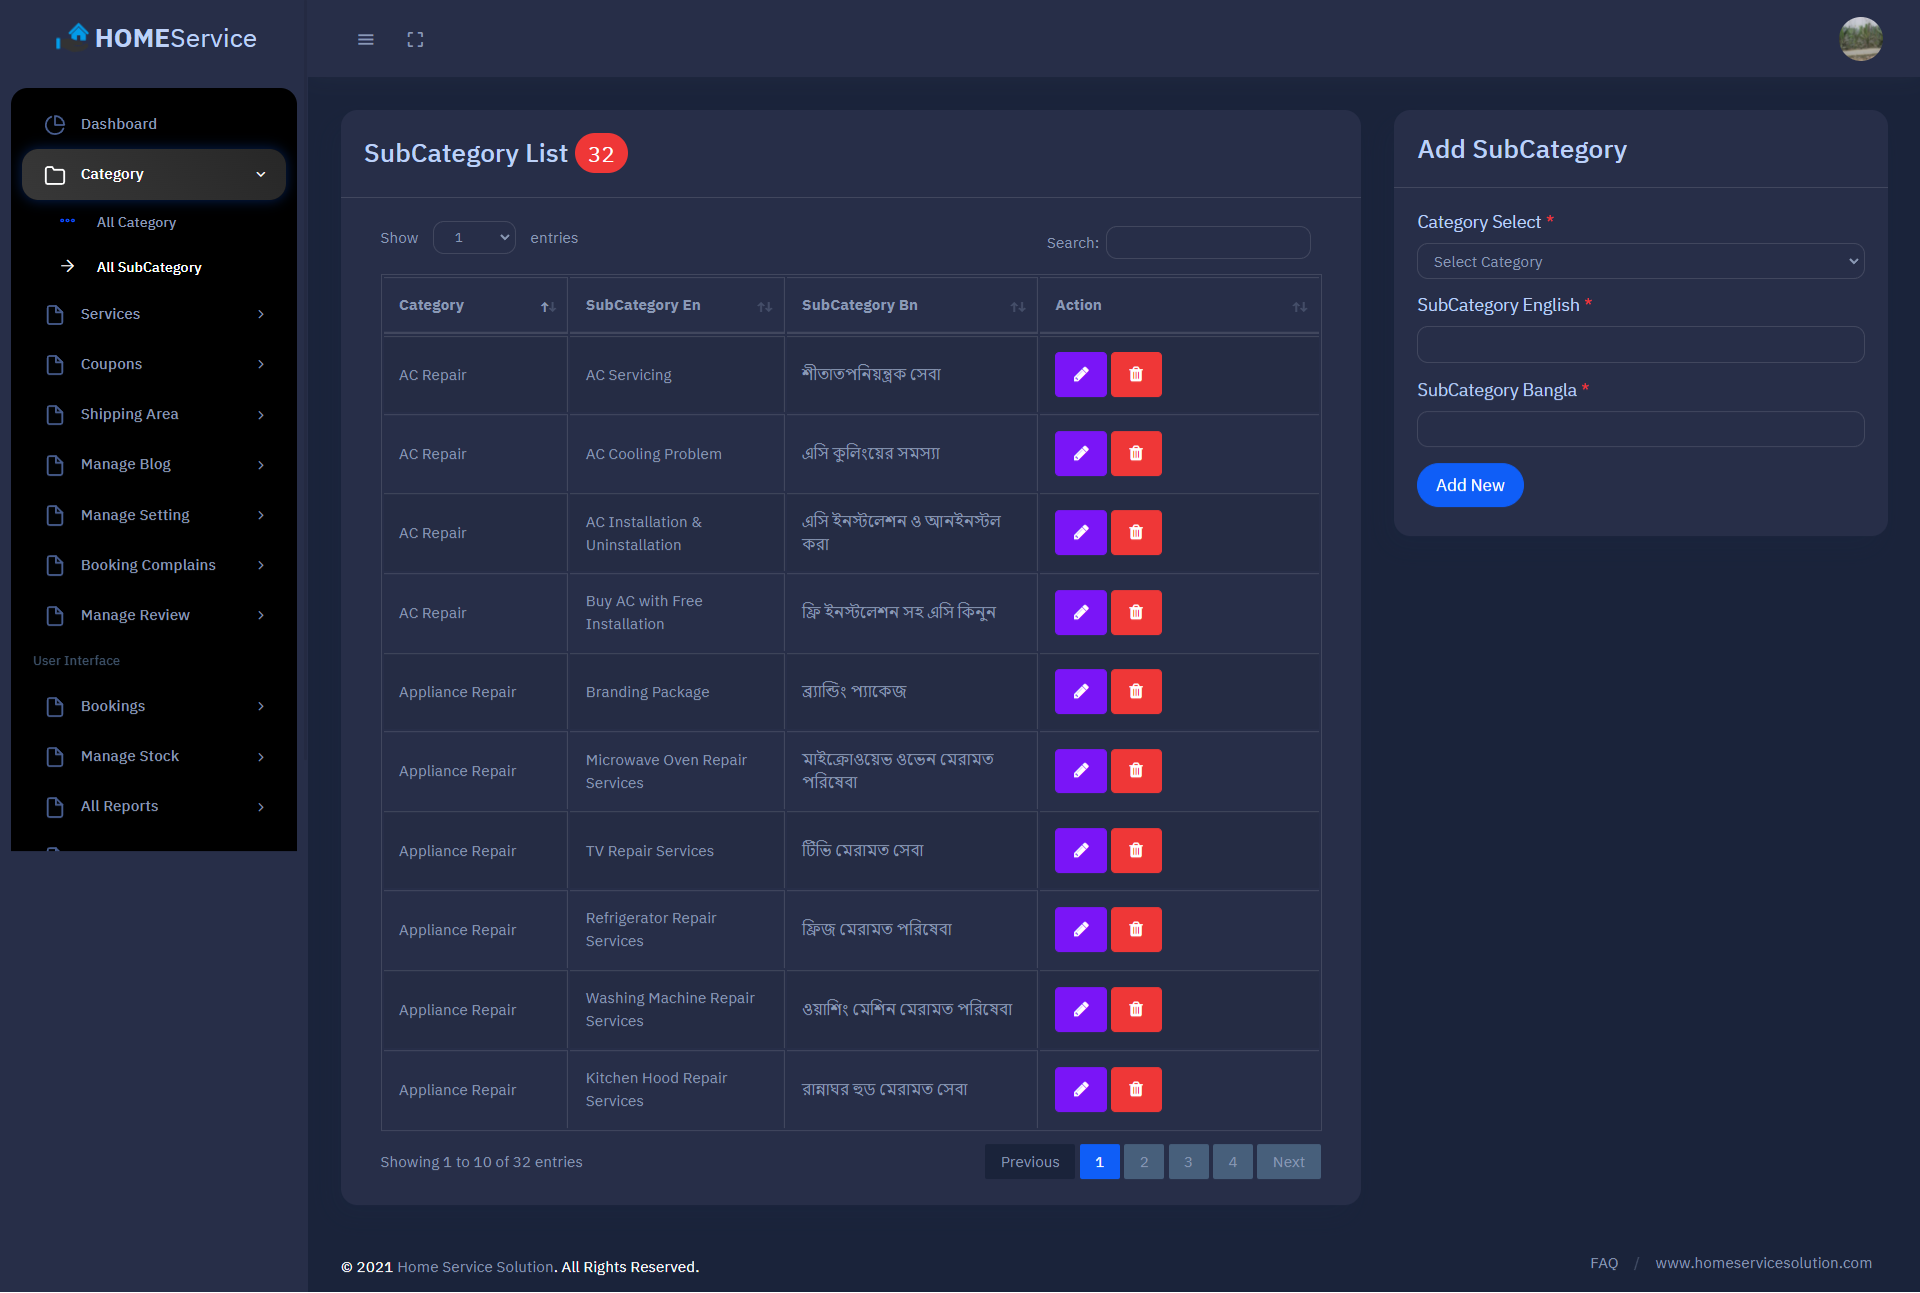 HOMEService
Dashboard
Category
All Category
All SubCategory
Services
Coupons
Shipping Area
Manage Blog
Manage Setting
Booking Complains
Manage Review
User Interface
Bookings
Manage Stock
All Reports
SubCategory List 32
Show 1 entries
Search:
Category SubCategory En SubCategory Bn Action
AC Repair AC Servicing শীতাতপনিয়ন্ত্রক সেবা
AC Repair AC Cooling Problem এসি কুলিংয়ের সমস্যা
AC Repair AC Installation & Uninstallation এসি ইনস্টলেশন ও আনইনস্টল করা
AC Repair Buy AC with Free Installation ফ্রি ইনস্টলেশন সহ এসি কিনুন
Appliance Repair Branding Package ব্র্যান্ডিং প্যাকেজ
Appliance Repair Microwave Oven Repair Services মাইক্রোওয়েভ ওভেন মেরামত পরিষেবা
Appliance Repair TV Repair Services টিভি মেরামত সেবা
Appliance Repair Refrigerator Repair Services ফ্রিজ মেরামত পরিষেবা
Appliance Repair Washing Machine Repair Services ওয়াশিং মেশিন মেরামত পরিষেবা
Appliance Repair Kitchen Hood Repair Services রান্নাঘর হুড মেরামত সেবা
Showing 1 to 10 of 32 entries
Previous 1 2 3 4 Next
Add SubCategory
Category Select *
Select Category
SubCategory English *
SubCategory Bangla *
Add New
© 2021 Home Service Solution. All Rights Reserved.
FAQ / www.homeservicesolution.com